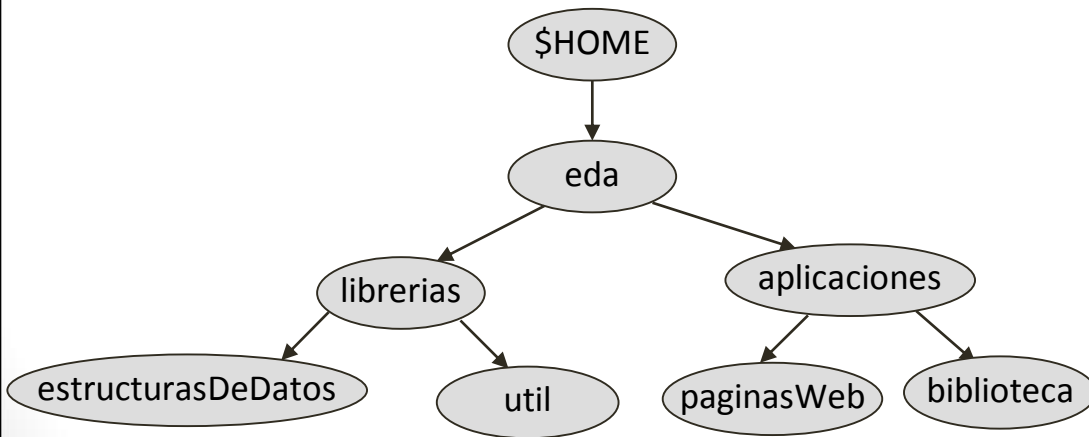 $HOME
eda
librerias
aplicaciones
estructurasDeDatos
util
paginasWeb
biblioteca